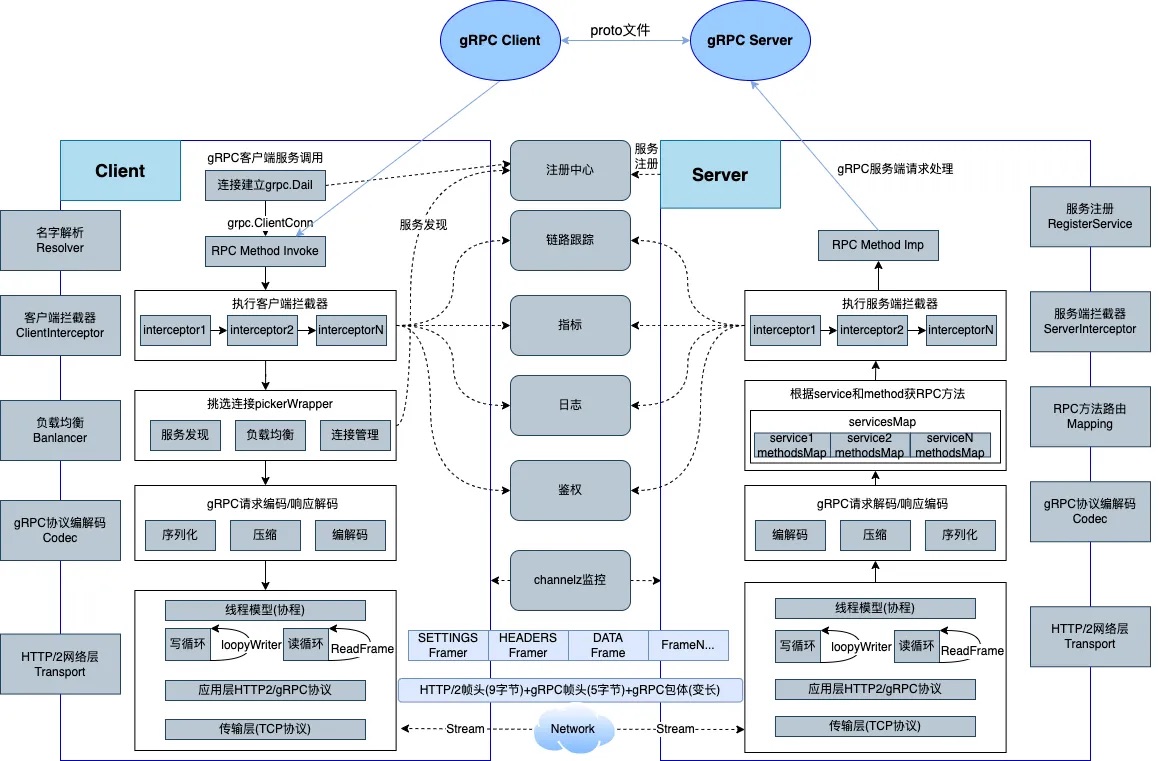 gRPC Client
proto文件
gRPC Server
Client
gRPC客户端服务调用
连接建立grpc.Dail
grpc.ClientConn
RPC Method Invoke
执行客户端拦截器
interceptor1
interceptor2
interceptorN
挑选连接pickerWrapper
服务发现
负载均衡
连接管理
gRPC请求编码/响应解码
序列化
压缩
编解码
线程模型(协程)
写循环
loopyWriter
读循环
ReadFrame
应用层HTTP2/gRPC协议
传输层(TCP协议)
名字解析
Resolver
客户端拦截器
ClientInterceptor
负载均衡
Banlancer
gRPC协议编解码
Codec
HTTP/2网络层
Transport
服务发现
注册中心
服务
注册
链路跟踪
指标
日志
鉴权
channelz监控
SETTINGS
Framer
HEADERS
Framer
DATA
Frame
FrameN...
HTTP/2帧头(9字节)+gRPC帧头(5字节)+gRPC包体(变长)
Stream
Network
Stream
Server
gRPC服务端请求处理
RPC Method Imp
执行服务端拦截器
interceptor1
interceptor2
interceptorN
根据service和method获RPC方法
servicesMap
service1
methodsMap
service2
methodsMap
serviceN
methodsMap
gRPC请求解码/响应编码
编解码
压缩
序列化
线程模型(协程)
写循环
loopyWriter
读循环
ReadFrame
应用层HTTP2/gRPC协议
传输层(TCP协议)
服务注册
RegisterService
服务端拦截器
ServerInterceptor
RPC方法路由
Mapping
gRPC协议编解码
Codec
HTTP/2网络层
Transport